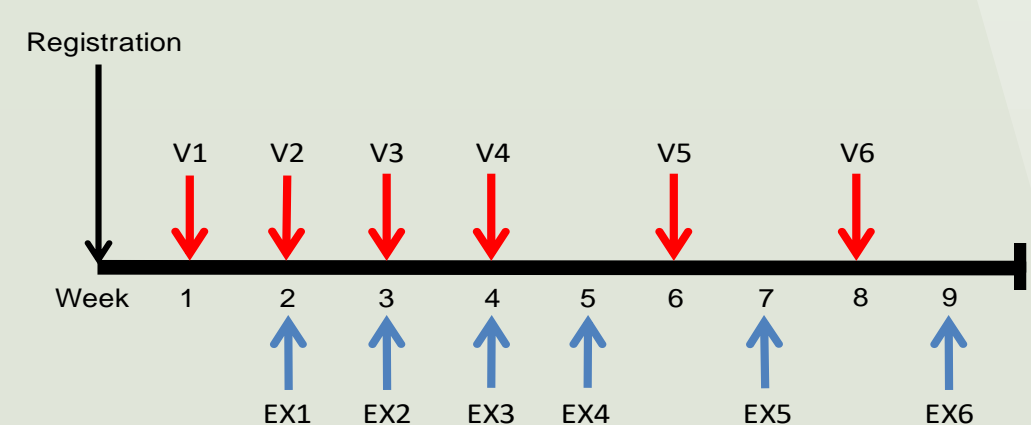 Registration
V1 V2 V3 V4 V5 V6
Week 1 2 3 4 5 6 7 8 9
EX1 EX2 EX3 EX4 EX5 EX6